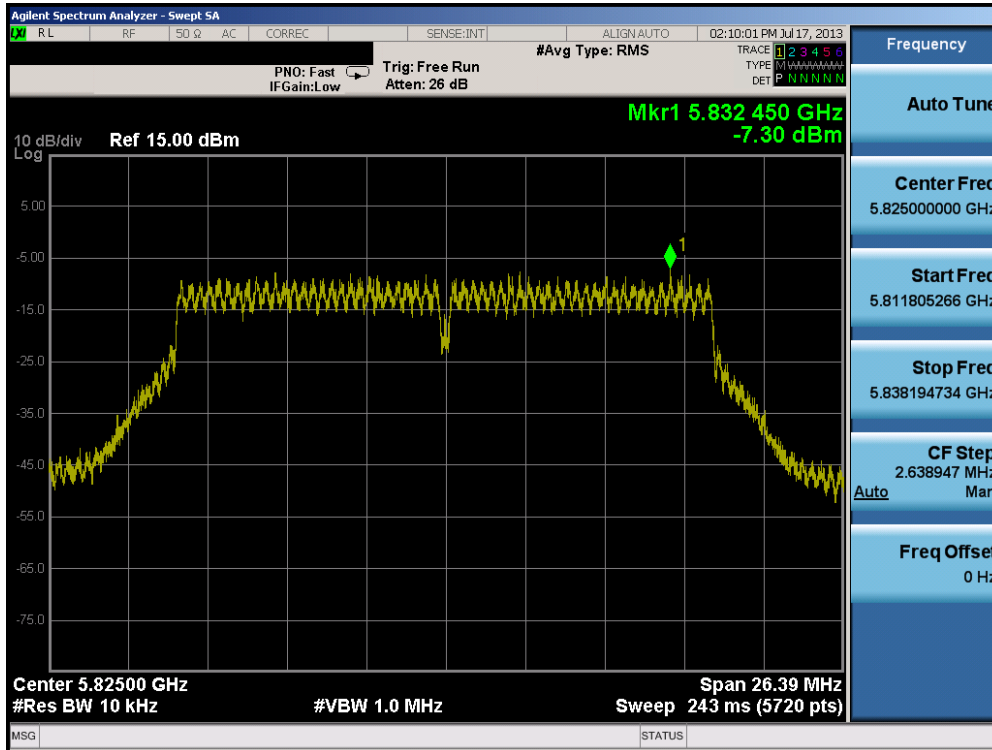 Agilent Spectrum Analyzer - Swept SA
LXI RL RF 50 Ω AC CORREC SENSE:INT ALIGN AUTO 02:10:01 PM Jul 17, 2013
#Avg Type: RMS TRACE 1 2 3 4 5 6
PNO: Fast Trig: Free Run TYPE M
IFGain:Low Atten: 26 dB DET P N N N N N
Mkr1 5.832 450 GHz
-7.30 dBm
10 dB/div Ref 15.00 dBm
Log
1
5.00
-5.00
-15.0
-25.0
-35.0
-45.0
-55.0
-65.0
-75.0
Center 5.82500 GHz Span 26.39 MHz
#Res BW 10 kHz #VBW 1.0 MHz Sweep 243 ms (5720 pts)
MSG STATUS
Frequency
Auto Tune
Center Freq
5.825000000 GHz
Start Freq
5.811805266 GHz
Stop Freq
5.838194734 GHz
CF Step
2.638947 MHz
Auto Man
Freq Offset
0 Hz